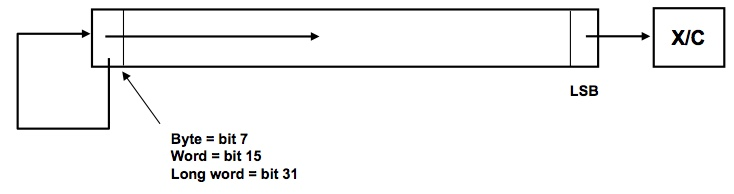 X/C
LSB
Byte = bit 7
Word = bit 15
Long word = bit 31